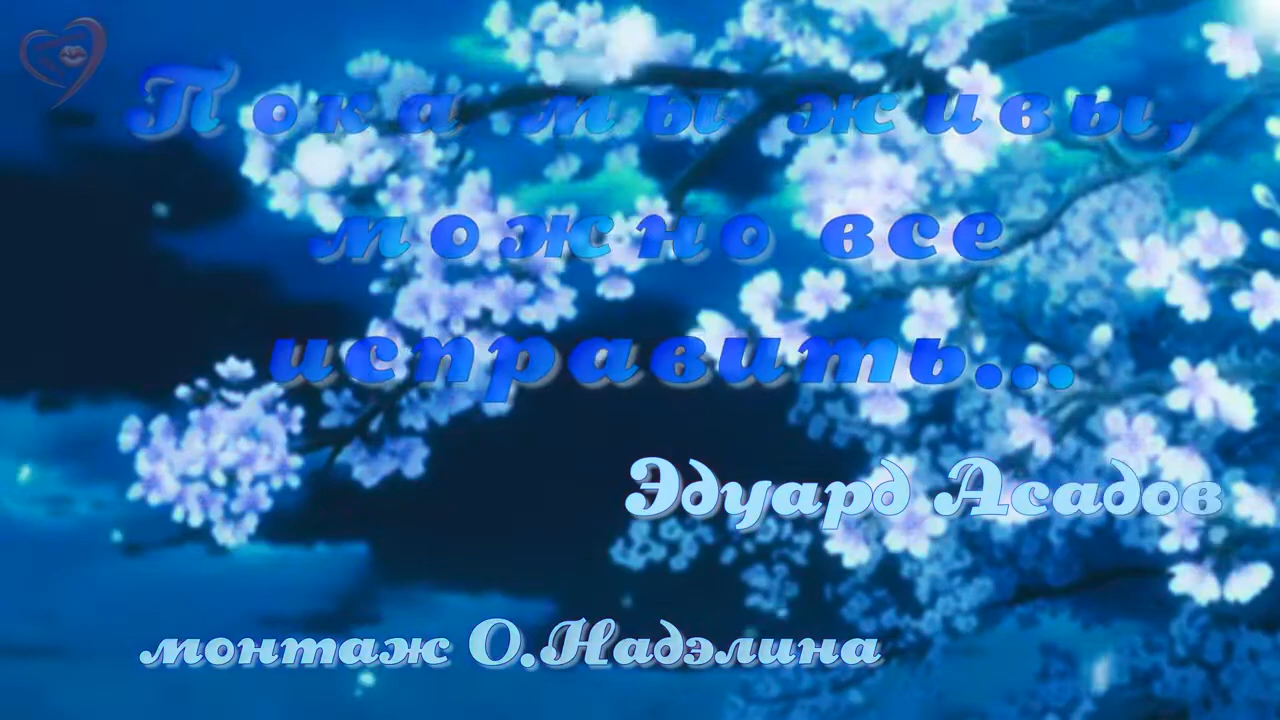 Пока мы живы,
можно все
исправить...
Эдуард Асадов
монтаж О.Надэлина